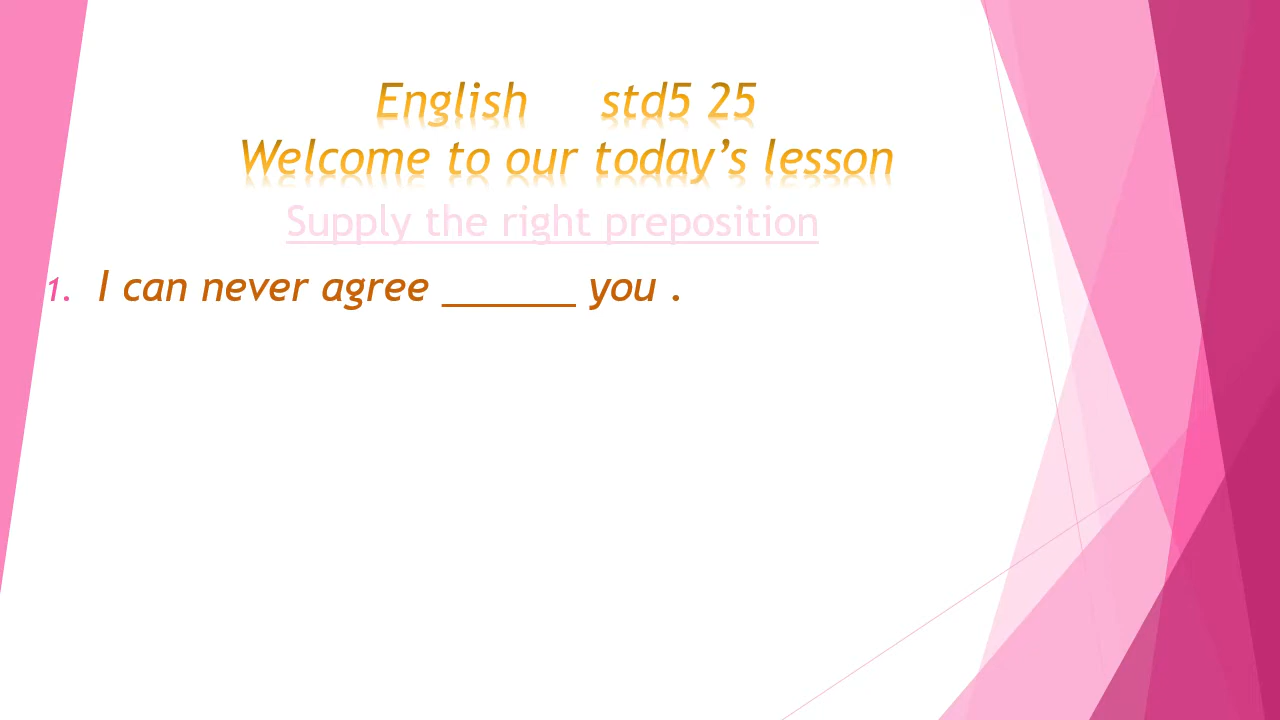 English std5 25
Welcome to our today’s lesson
Supply the right preposition
1. I can never agree ______ you .